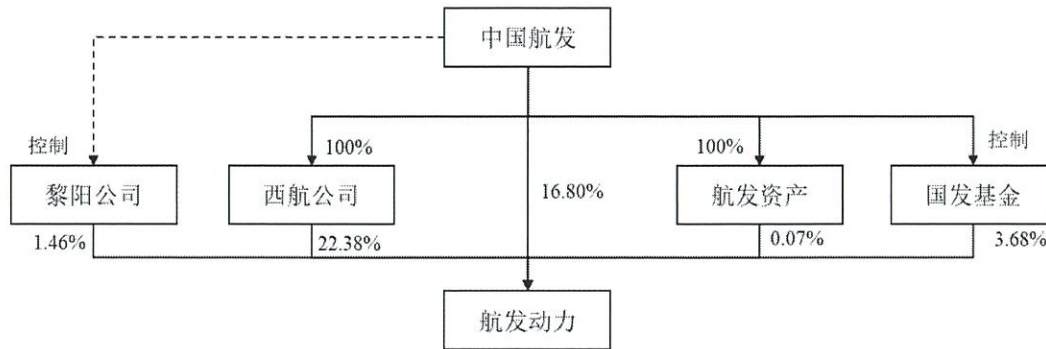 中国航发
控制
100%
100%
控制
黎阳公司
西航公司
16.80%
航发资产
国发基金
1.46%
22.38%
0.07%
3.68%
航发动力